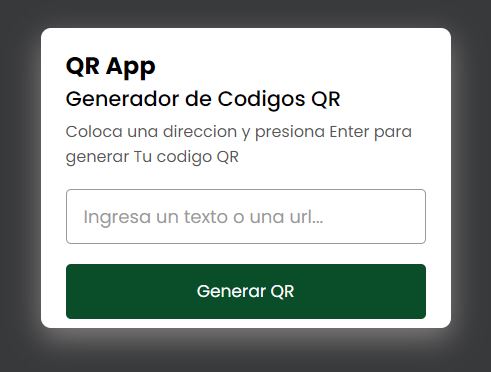 QR App
Generador de Codigos QR
Coloca una direccion y presiona Enter para
generar Tu codigo QR
Ingresa un texto o una url...
Generar QR